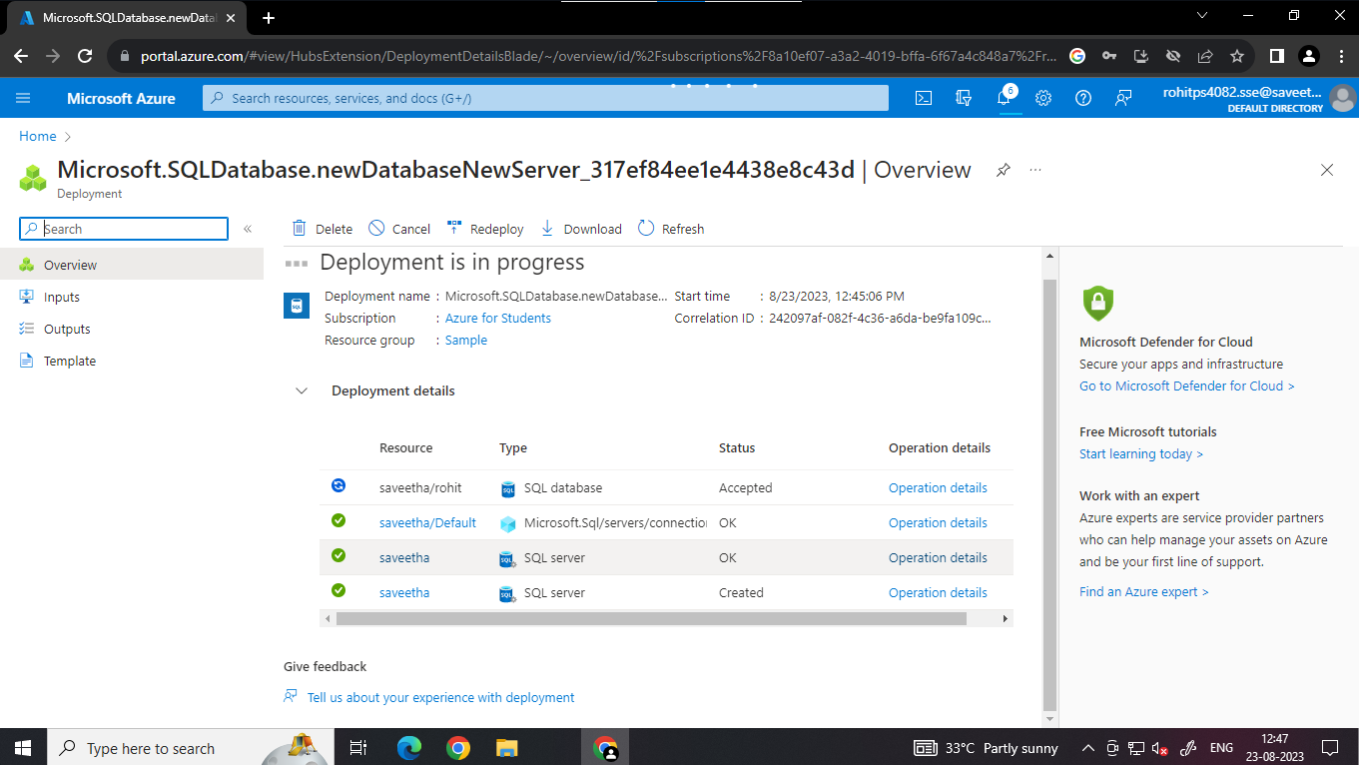 Microsoft.SQLDatabase.newData
portal.azure.com/#view/HubsExtension/DeploymentDetailsBlade/~/overview/id/%2Fsubscriptions%2F8a10ef07-a3a2-4019-bffa-6f67a4c848a7%2Fr...
Microsoft Azure
Search resources, services, and docs (G+/)
6
rohitps4082.sse@saveet...
DEFAULT DIRECTORY
Home
Microsoft.SQLDatabase.newDatabaseNewServer_317ef84ee1e4438e8c43d | Overview
Deployment
Search
Delete Cancel Redeploy Download Refresh
Overview
Inputs
Outputs
Template
Deployment is in progress
Deployment name : Microsoft.SQLDatabase.newDatabase... Start time : 8/23/2023, 12:45:06 PM
Subscription : Azure for Students Correlation ID : 242097af-082f-4c36-a6da-be9fa109c...
Resource group : Sample
Deployment details
Resource Type Status Operation details
saveetha/rohit SQL database Accepted Operation details
saveetha/Default Microsoft.Sql/servers/connection OK Operation details
saveetha SQL server OK Operation details
saveetha SQL server Created Operation details
Give feedback
Tell us about your experience with deployment
Microsoft Defender for Cloud
Secure your apps and infrastructure
Go to Microsoft Defender for Cloud >
Free Microsoft tutorials
Start learning today >
Work with an expert
Azure experts are service provider partners
who can help manage your assets on Azure
and be your first line of support.
Find an Azure expert >
Type here to search
33°C Partly sunny
ENG
12:47
23-08-2023